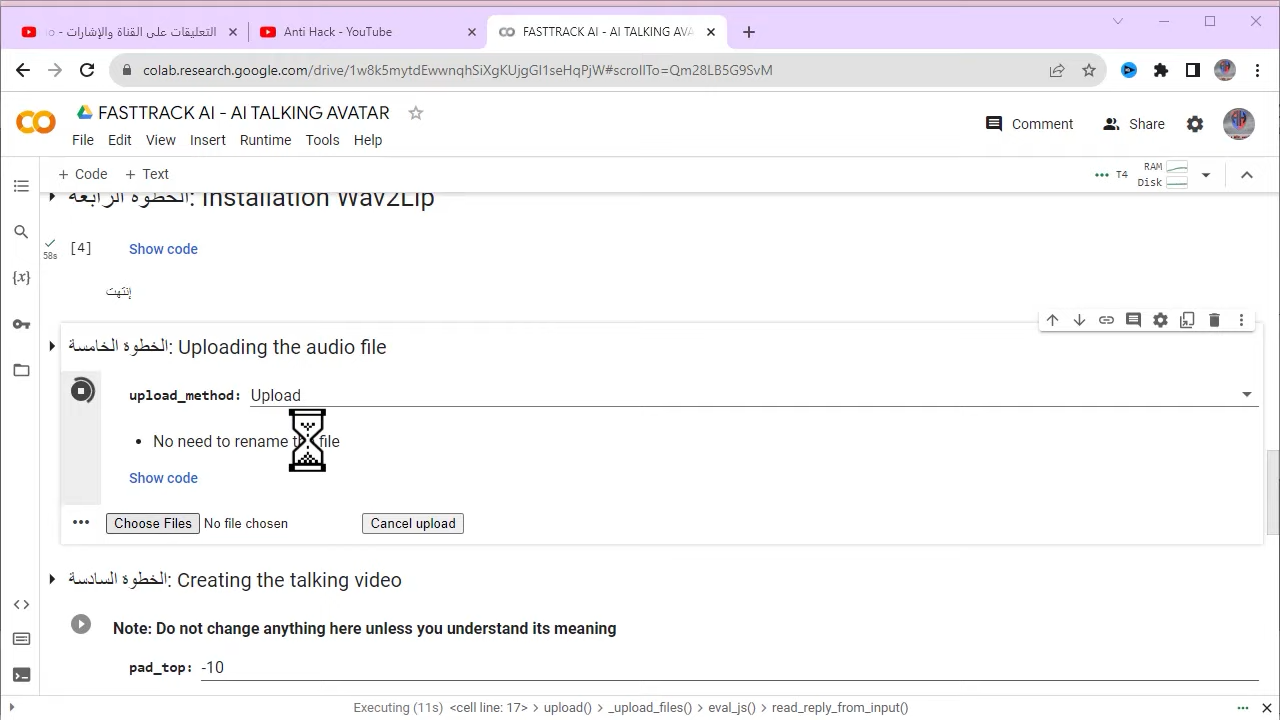 التعليقات على القناة والإشارات - io
Anti Hack - YouTube
FASTTRACK AI - AI TALKING AVA
colab.research.google.com/drive/1w8k5mytdEwwnqhSiXgKUjgGI1seHqPjW#scrollTo=Qm28LB5G9SvM
FASTTRACK AI - AI TALKING AVATAR
File Edit View Insert Runtime Tools Help
Comment
Share
+ Code + Text
T4
RAM
Disk
الخطوة الرابعة: Installation Wav2Lip
58s
[4]
Show code
إنتهت
الخطوة الخامسة: Uploading the audio file
upload_method: Upload
• No need to rename file
Show code
Choose Files No file chosen Cancel upload
الخطوة السادسة: Creating the talking video
Note: Do not change anything here unless you understand its meaning
pad_top: -10
Executing (11s) <cell line: 17> > upload() > _upload_files() > eval_js() > read_reply_from_input()